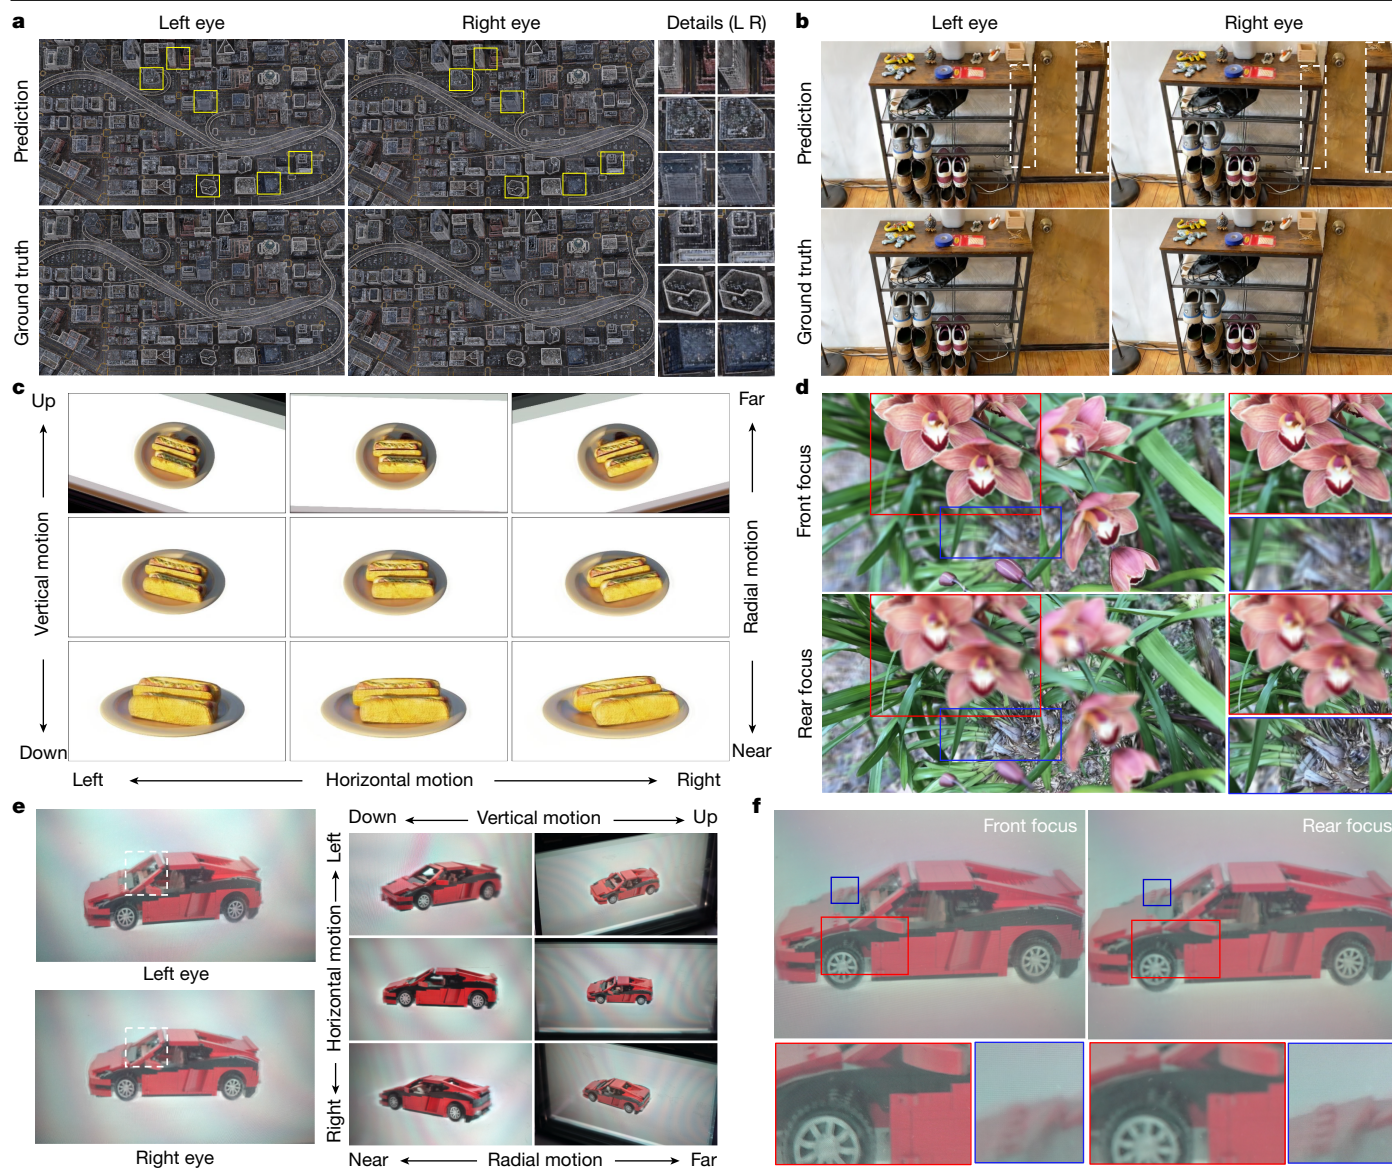 a
Left eye
Right eye
Details (L R)
Prediction
Ground truth
b
Left eye
Right eye
Prediction
Ground truth
c
Up
Vertical motion
Down
Far
Radial motion
Near
Left
Horizontal motion
Right
d
Front focus
Rear focus
e
Left eye
Right eye
Down
Vertical motion
Up
Left
Horizontal motion
Right
Near
Radial motion
Far
f
Front focus
Rear focus